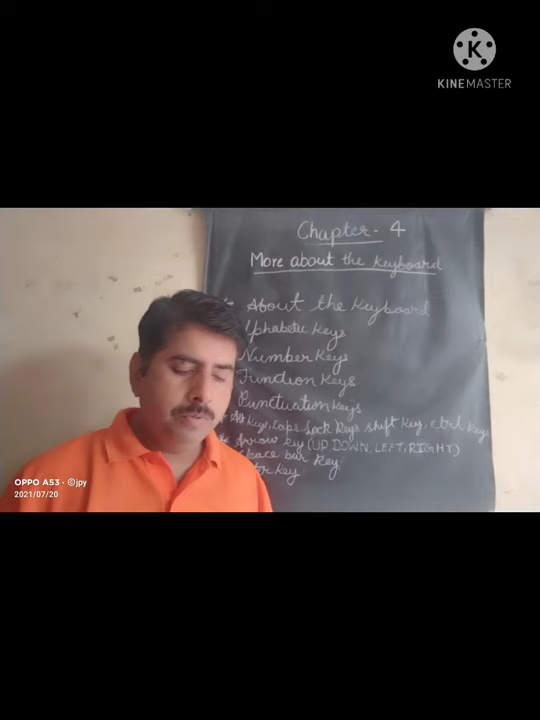 KINEMASTER
Chapter - 4
More about the keyboard
* About the Keyboard
Alphabetic Keys
Number Keys
Function Keys
Punctuation Keys
* Alt Keys, Caps Lock Keys shift Key, ctrl Keys
* Arrow key (UP, DOWN, LEFT, RIGHT)
Space bar Key
Key
OPPO A53 · ©jpy
2021/07/20